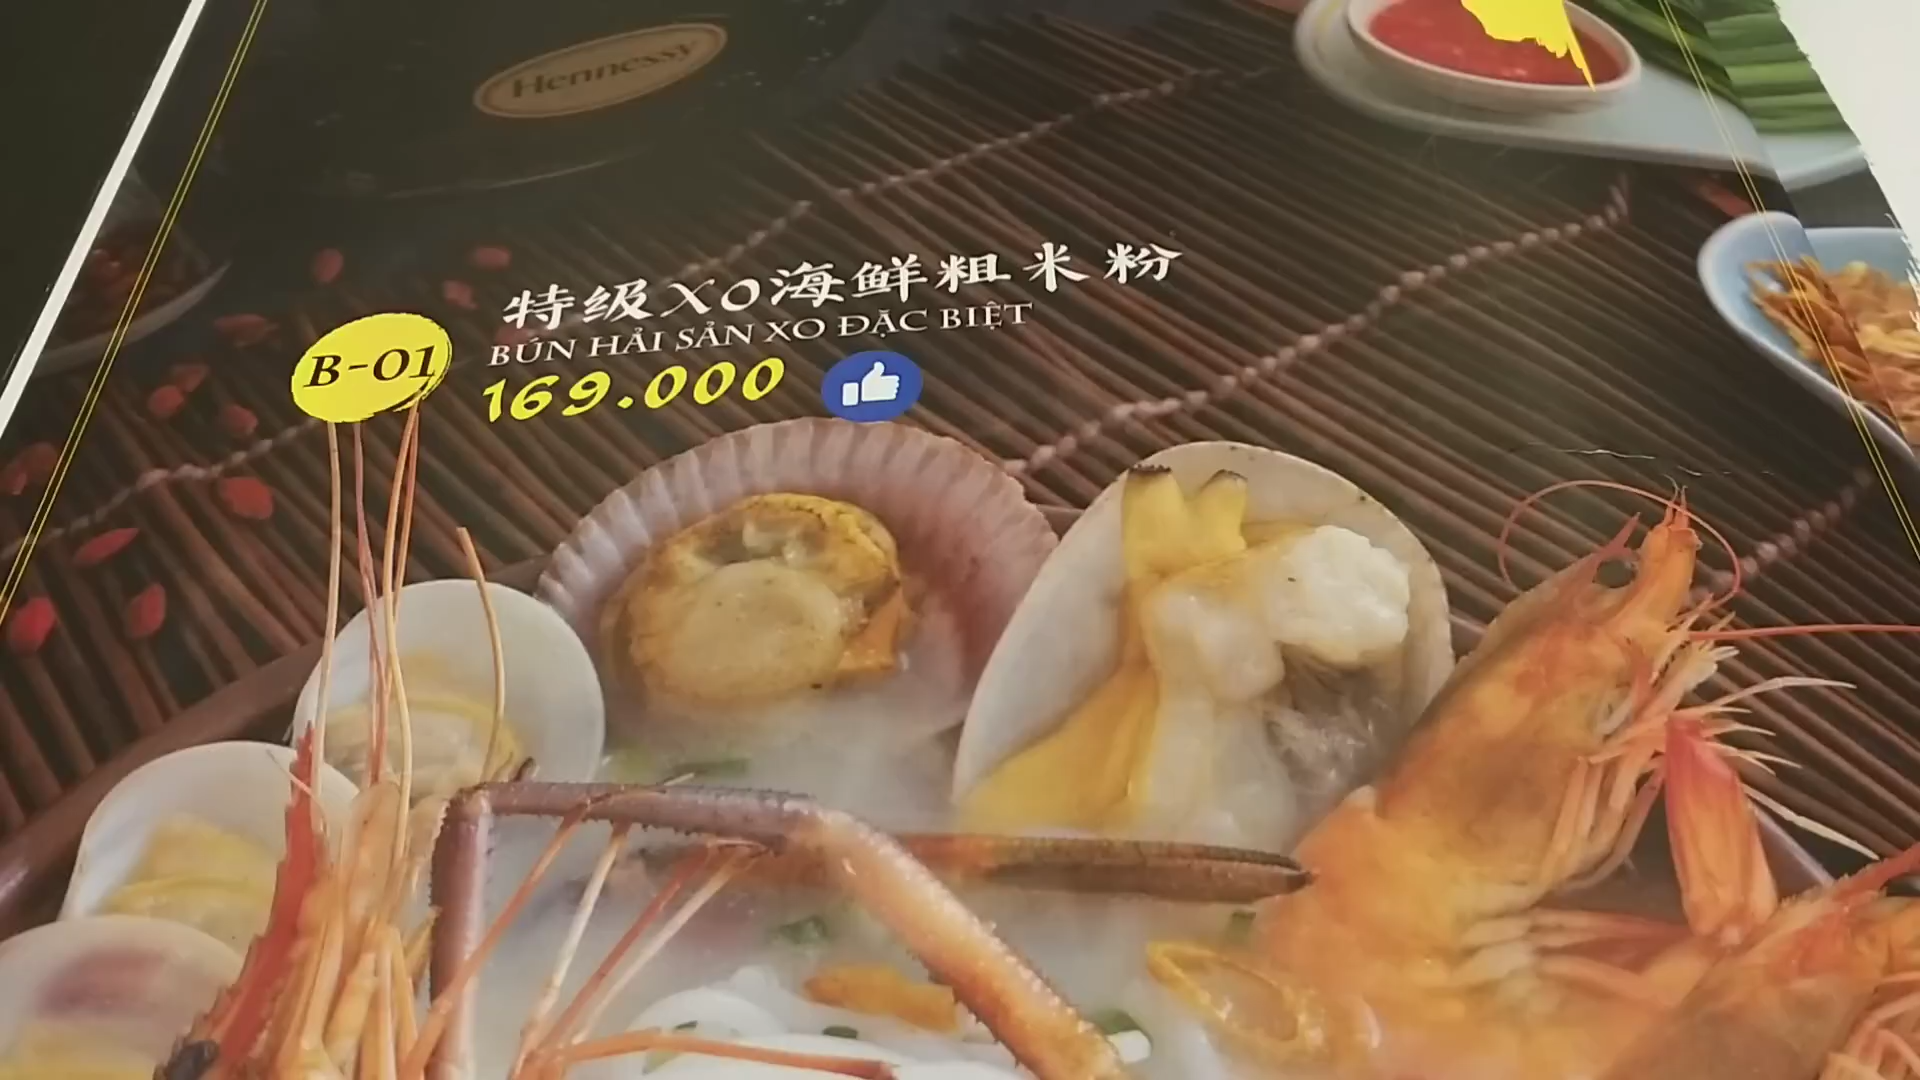 Hennessy
特级XO海鲜粗米粉
BÚN HẢI SẢN XO ĐẶC BIỆT
B-01
169.000